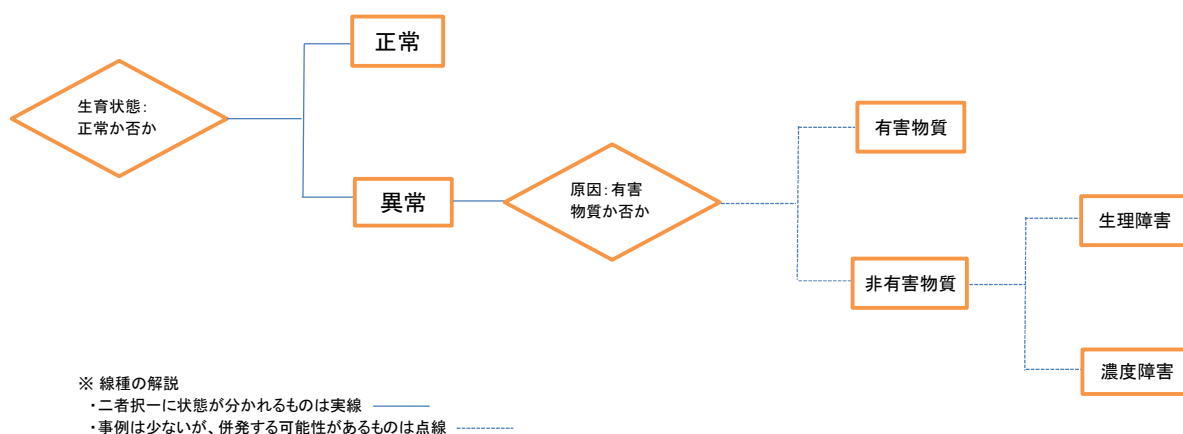 正常
生育状態:
正常か否か
有害物質
異常
原因:有害
物質か否か
生理障害
非有害物質
濃度障害
※ 線種の解説
・二者択一に状態が分かれるものは実線
・事例は少ないが、併発する可能性があるものは点線